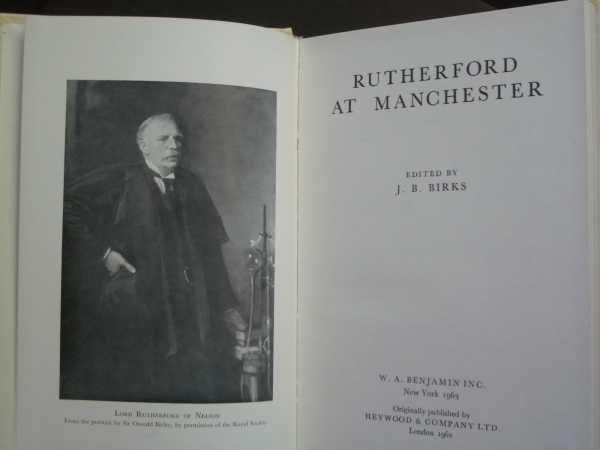 LORD RUTHERFORD OF NELSON
From the portrait by Sir Oswald Birley, by permission of the Royal Society
RUTHERFORD
AT MANCHESTER
EDITED BY
J. B. BIRKS
W. A. BENJAMIN INC.
New York 1963
Originally published by
HEYWOOD & COMPANY LTD.
London 1962